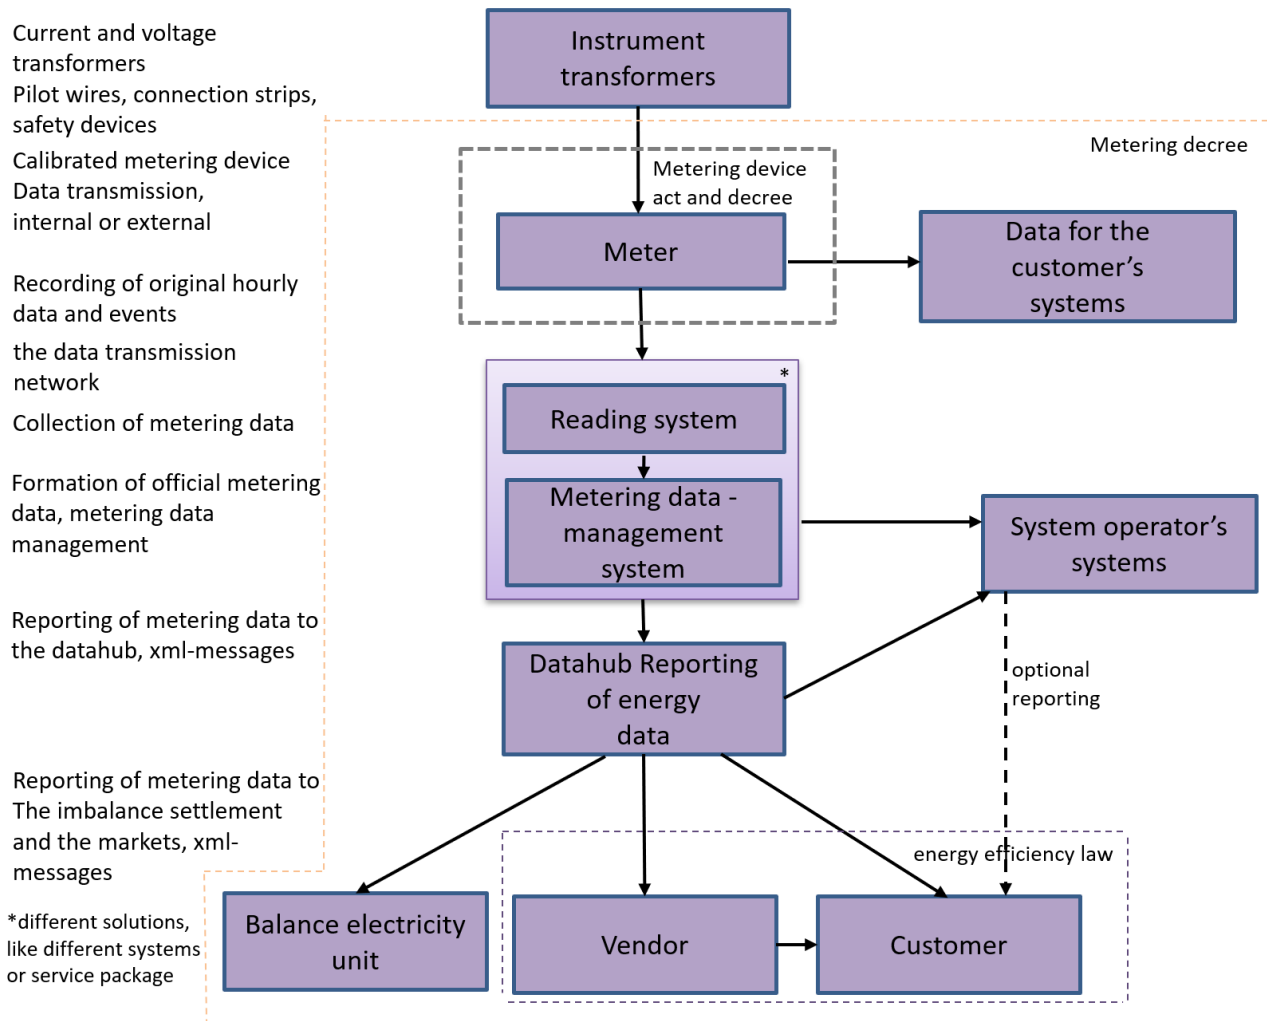 Current and voltage
transformers
Pilot wires, connection strips,
safety devices
Calibrated metering device
Data transmission,
internal or external
Recording of original hourly
data and events
the data transmission
network
Collection of metering data
Formation of official metering
data, metering data
management
Reporting of metering data to
the datahub, xml-messages
Reporting of metering data to
The imbalance settlement
and the markets, xml-
messages
*different solutions,
like different systems
or service package
Instrument
transformers
Metering decree
Metering device
act and decree
Meter
Data for the
customer's
systems
*
Reading system
Metering data -
management
system
System operator's
systems
Datahub Reporting
of energy
data
optional
reporting
energy efficiency law
Balance electricity
unit
Vendor
Customer